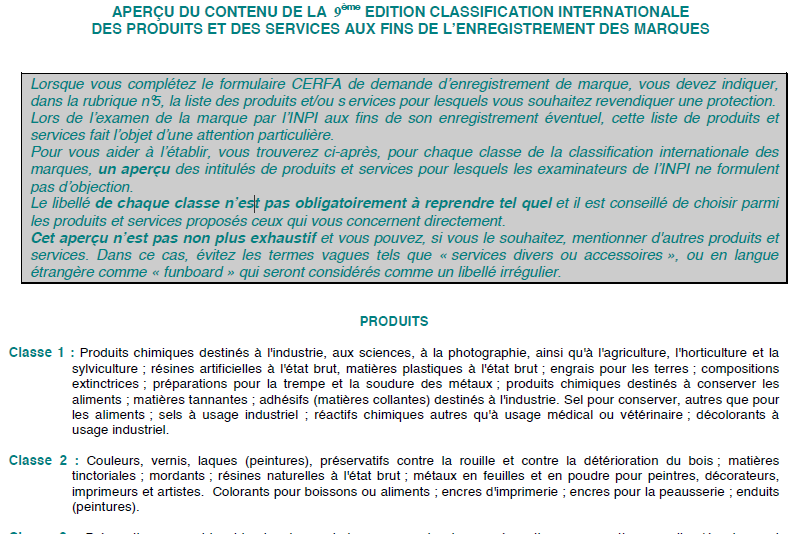 APERÇU DU CONTENU DE LA 9ème EDITION CLASSIFICATION INTERNATIONALE
DES PRODUITS ET DES SERVICES AUX FINS DE L'ENREGISTREMENT DES MARQUES
Lorsque vous complétez le formulaire CERFA de demande d'enregistrement de marque, vous devez indiquer,
dans la rubrique n°5, la liste des produits et/ou s ervices pour lesquels vous souhaitez revendiquer une protection.
Lors de l'examen de la marque par l'INPI aux fins de son enregistrement éventuel, cette liste de produits et
services fait l'objet d'une attention particulière.
Pour vous aider à l'établir, vous trouverez ci-après, pour chaque classe de la classification internationale des
marques, un aperçu des intitulés de produits et services pour lesquels les examinateurs de l'INPI ne formulent
pas d'objection.
Le libellé de chaque classe n'est pas obligatoirement à reprendre tel quel et il est conseillé de choisir parmi
les produits et services proposés ceux qui vous concernent directement.
Cet aperçu n'est pas non plus exhaustif et vous pouvez, si vous le souhaitez, mentionner d'autres produits et
services. Dans ce cas, évitez les termes vagues tels que « services divers ou accessoires », ou en langue
étrangère comme « funboard » qui seront considérés comme un libellé irrégulier.
PRODUITS
Classe 1 : Produits chimiques destinés à l'industrie, aux sciences, à la photographie, ainsi qu'à l'agriculture, l'horticulture et la
sylviculture ; résines artificielles à l'état brut, matières plastiques à l'état brut ; engrais pour les terres ; compositions
extinctrices ; préparations pour la trempe et la soudure des métaux ; produits chimiques destinés à conserver les
aliments ; matières tannantes ; adhésifs (matières collantes) destinés à l'industrie. Sel pour conserver, autres que pour
les aliments ; sels à usage industriel ; réactifs chimiques autres qu'à usage médical ou vétérinaire ; décolorants à
usage industriel.
Classe 2 : Couleurs, vernis, laques (peintures), préservatifs contre la rouille et contre la détérioration du bois ; matières
tinctoriales ; mordants ; résines naturelles à l'état brut ; métaux en feuilles et en poudre pour peintres, décorateurs,
imprimeurs et artistes. Colorants pour boissons ou aliments ; encres d'imprimerie ; encres pour la peausserie ; enduits
(peintures).